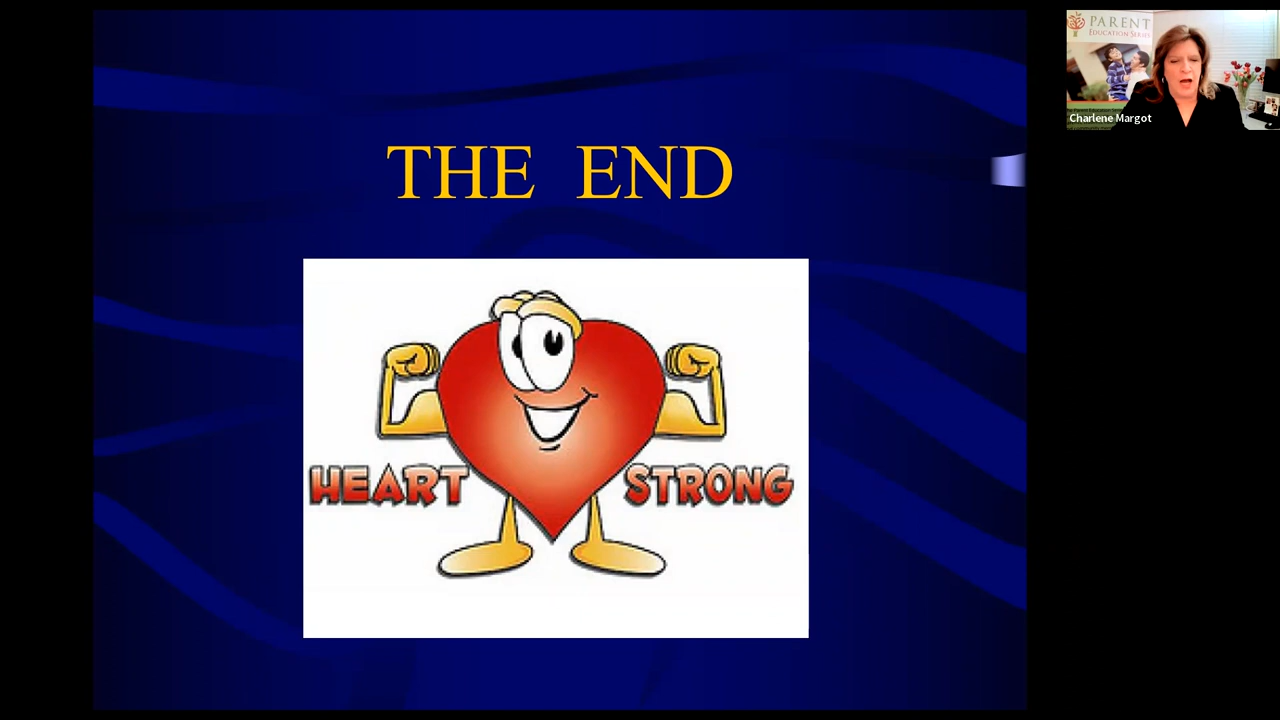 THE END
HEART STRONG
PARENT
EDUCATION SERIES
Charlene Margot